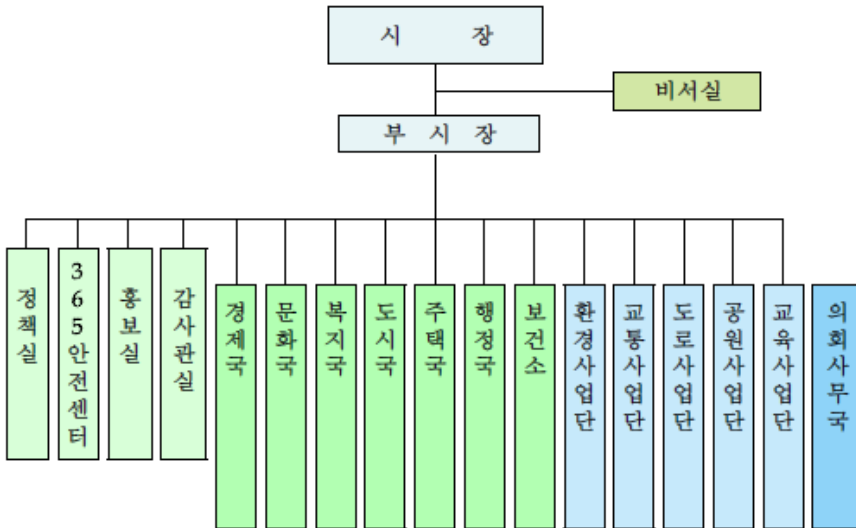 시 장
비서실
부 시 장
정책실
365안전센터
홍보실
감사관실
경제국
문화국
복지국
도시국
주택국
행정국
보건소
환경사업단
교통사업단
도로사업단
공원사업단
교육사업단
의회사무국